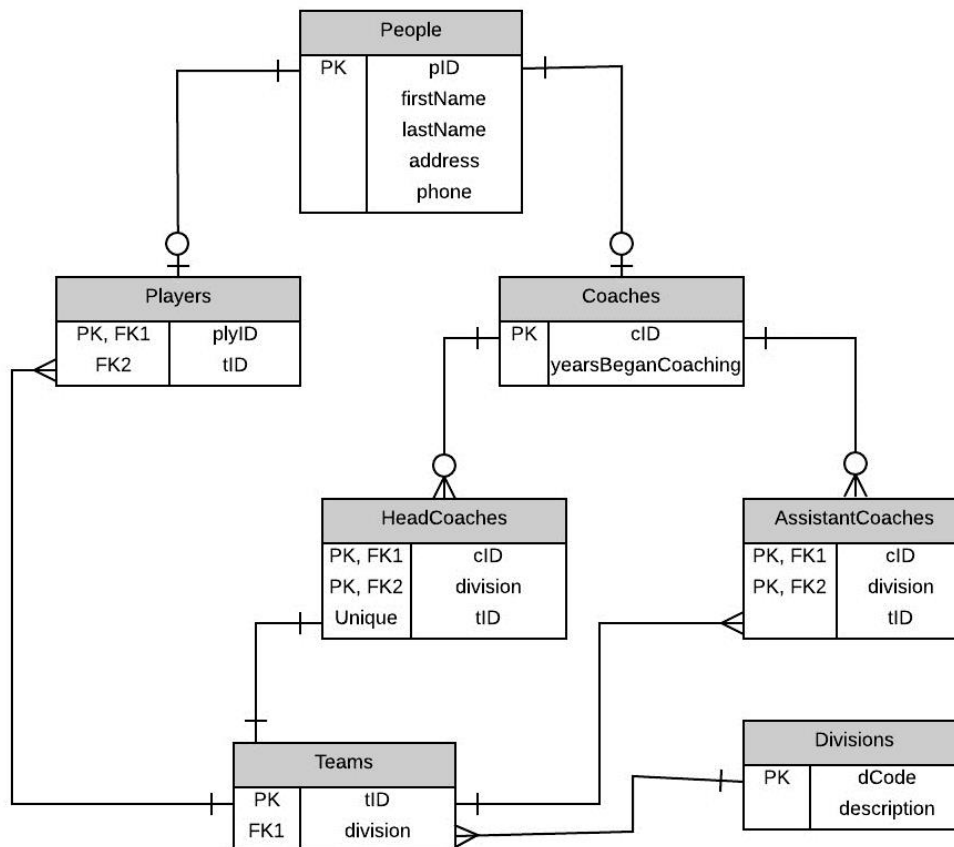 People
PK pID
firstName
lastName
address
phone
Players
PK, FK1 plyID
FK2 tID
Coaches
PK cID
yearsBeganCoaching
HeadCoaches
PK, FK1 cID
PK, FK2 division
Unique tID
AssistantCoaches
PK, FK1 cID
PK, FK2 division
tID
Teams
PK tID
FK1 division
Divisions
PK dCode
description